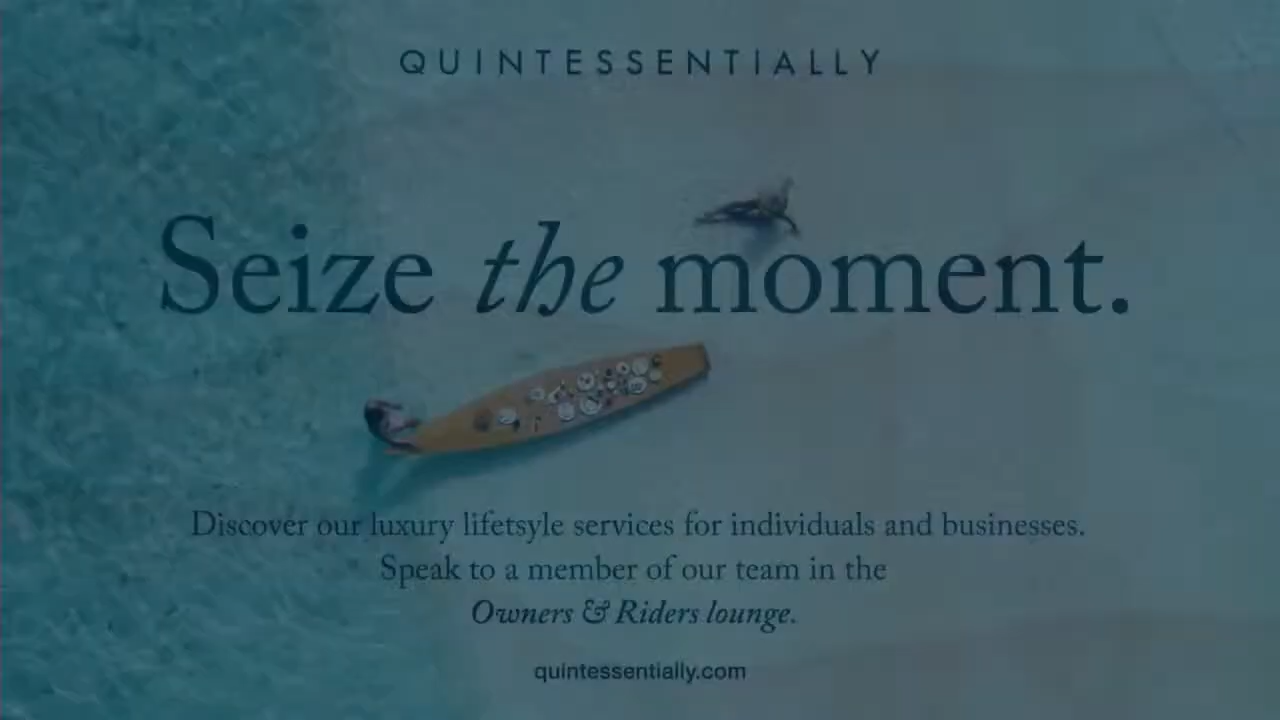 QUINTESSENTIALLY
Seize the moment.
Discover our luxury lifetsyle services for individuals and businesses.
Speak to a member of our team in the
Owners & Riders lounge.
quintessentially.com